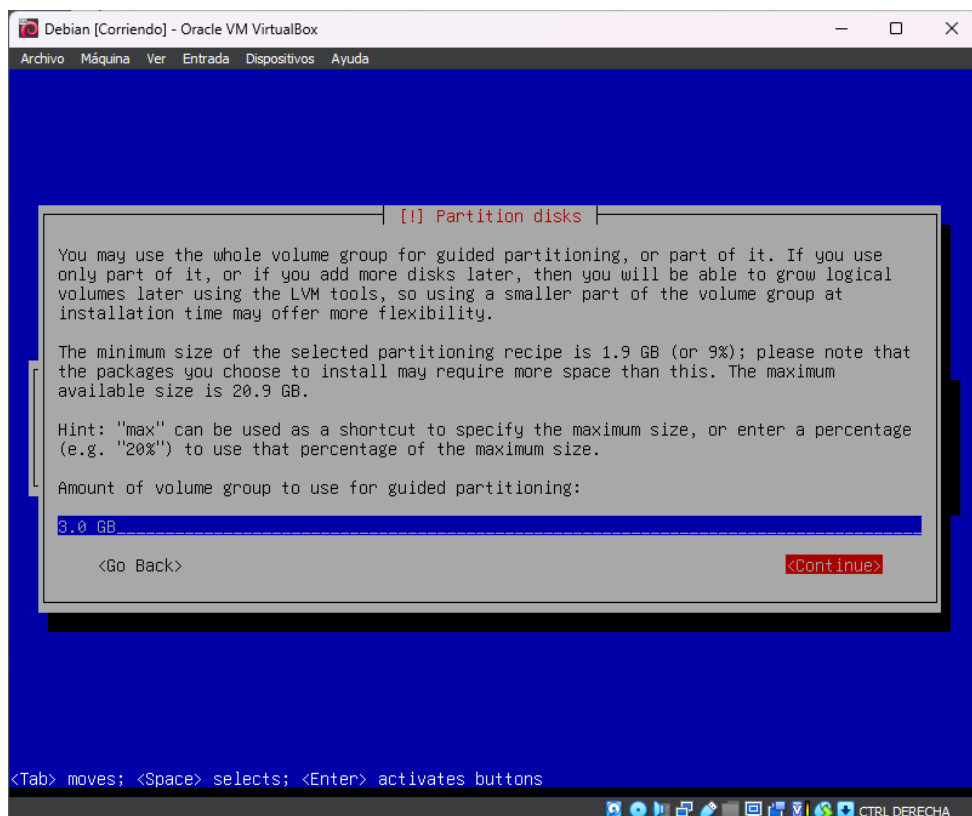 Debian [Corriendo] - Oracle VM VirtualBox
Archivo Máquina Ver Entrada Dispositivos Ayuda
[!] Partition disks
You may use the whole volume group for guided partitioning, or part of it. If you use
only part of it, or if you add more disks later, then you will be able to grow logical
volumes later using the LVM tools, so using a smaller part of the volume group at
installation time may offer more flexibility.
The minimum size of the selected partitioning recipe is 1.9 GB (or 9%); please note that
the packages you choose to install may require more space than this. The maximum
available size is 20.9 GB.
Hint: "max" can be used as a shortcut to specify the maximum size, or enter a percentage
(e.g. "20%") to use that percentage of the maximum size.
Amount of volume group to use for guided partitioning:
3.0 GB
<Go Back> <Continue>
<Tab> moves; <Space> selects; <Enter> activates buttons
CTRL DERECHA